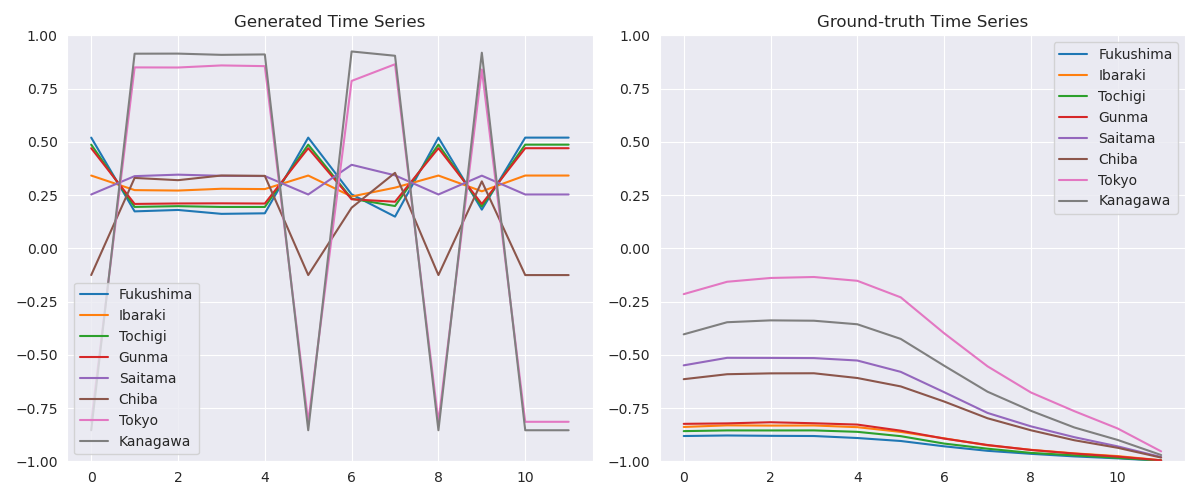 Generated Time Series
1.00
0.75
0.50
0.25
0.00
−0.25
−0.50
−0.75
−1.00
0
2
4
6
8
10
Fukushima
Ibaraki
Tochigi
Gunma
Saitama
Chiba
Tokyo
Kanagawa
Ground-truth Time Series
1.00
0.75
0.50
0.25
0.00
−0.25
−0.50
−0.75
−1.00
0
2
4
6
8
10
Fukushima
Ibaraki
Tochigi
Gunma
Saitama
Chiba
Tokyo
Kanagawa